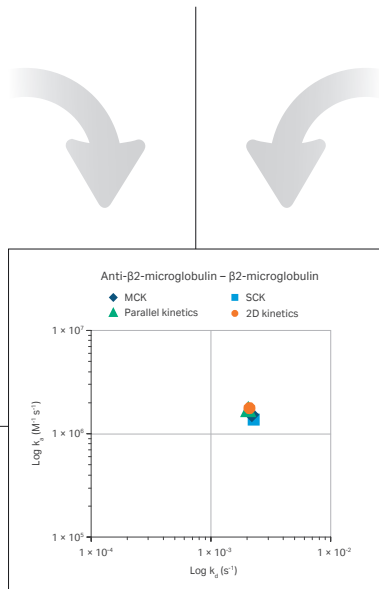 Anti-β2-microglobulin – β2-microglobulin
MCK
SCK
Parallel kinetics
2D kinetics
1 × 10⁷
1 × 10⁶
1 × 10⁵
Log kₐ (M⁻¹ s⁻¹)
1 × 10⁻⁴
1 × 10⁻³
1 × 10⁻²
Log k_d (s⁻¹)